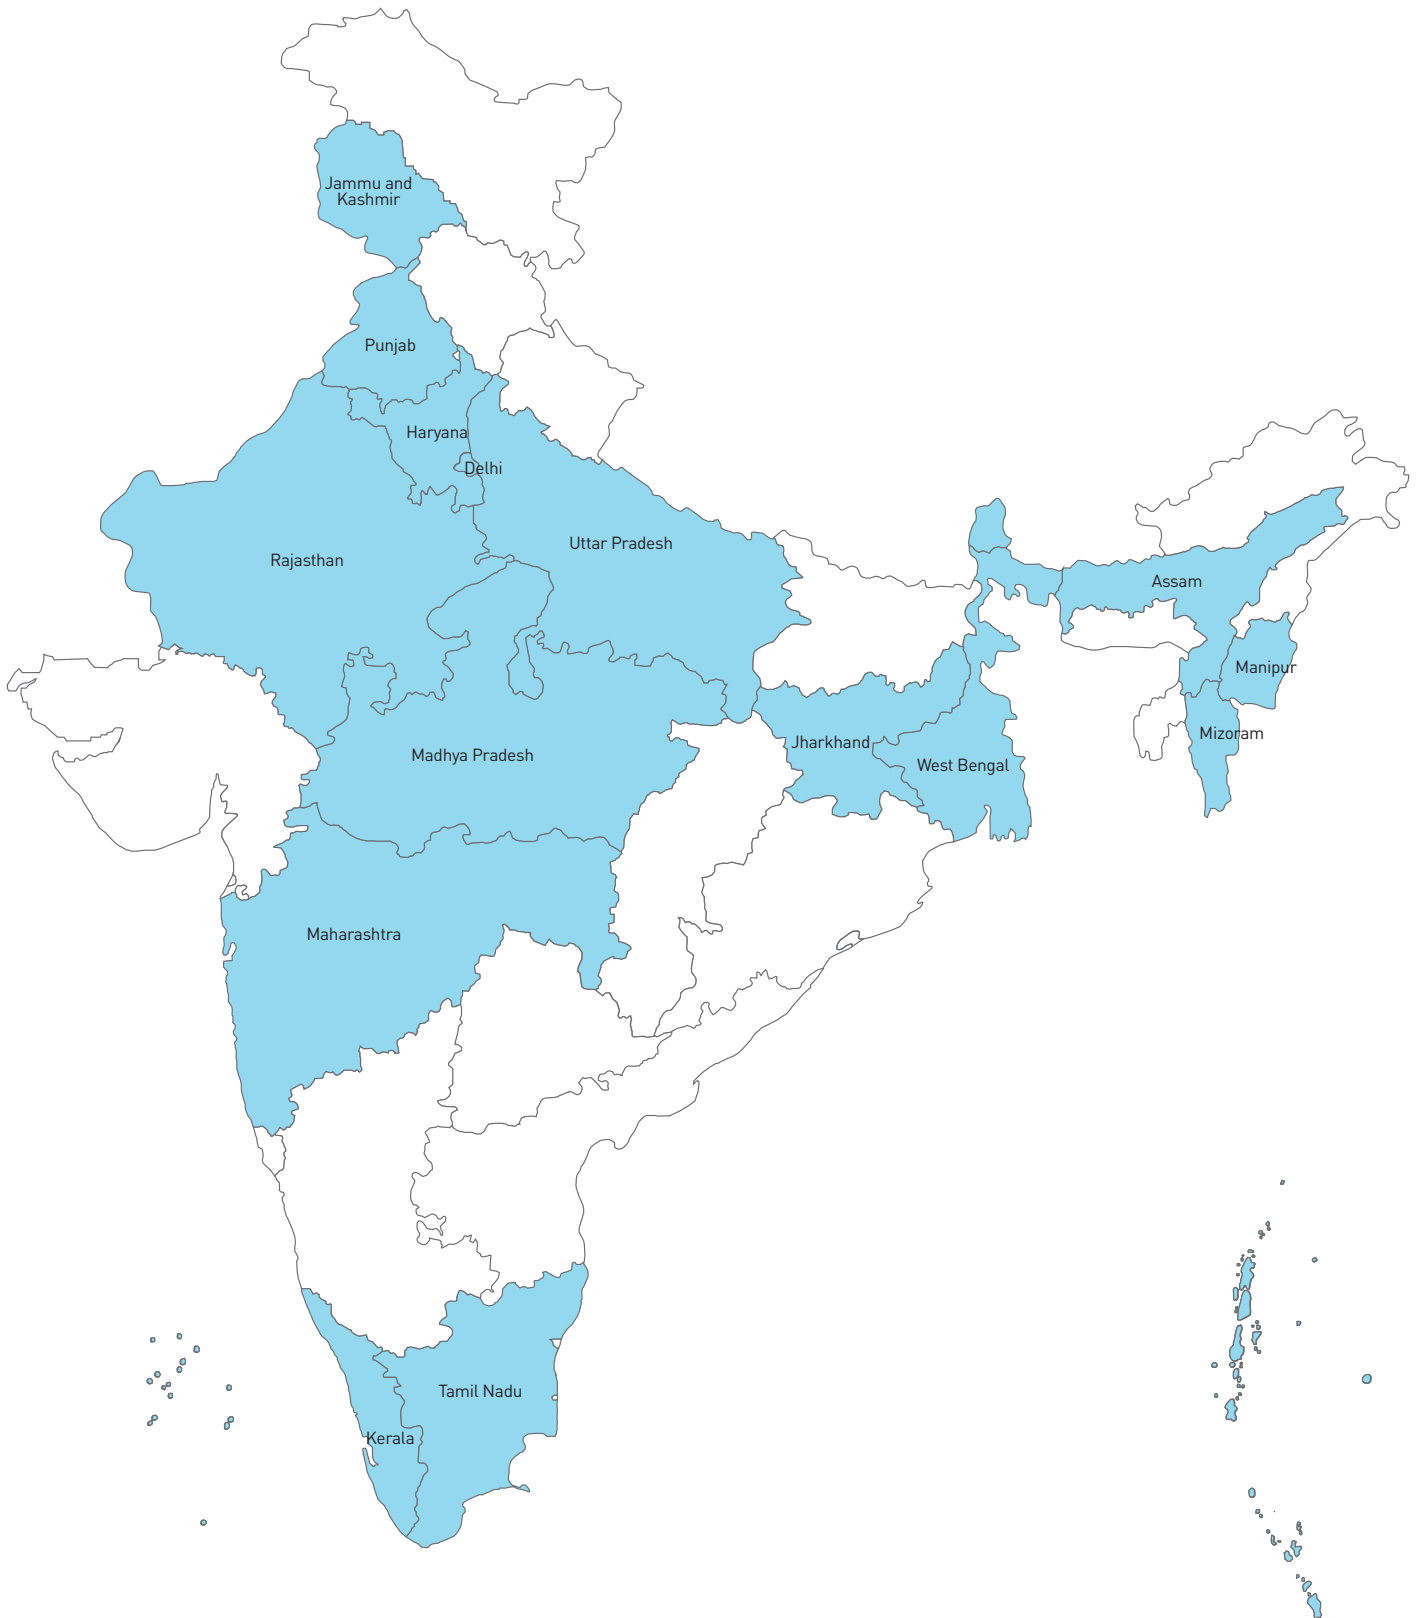 Jammu and
Kashmir
Punjab
Haryana
Delhi
Uttar Pradesh
Rajasthan
Assam
Manipur
Mizoram
Jharkhand
Madhya Pradesh
West Bengal
Maharashtra
Tamil Nadu
Kerala